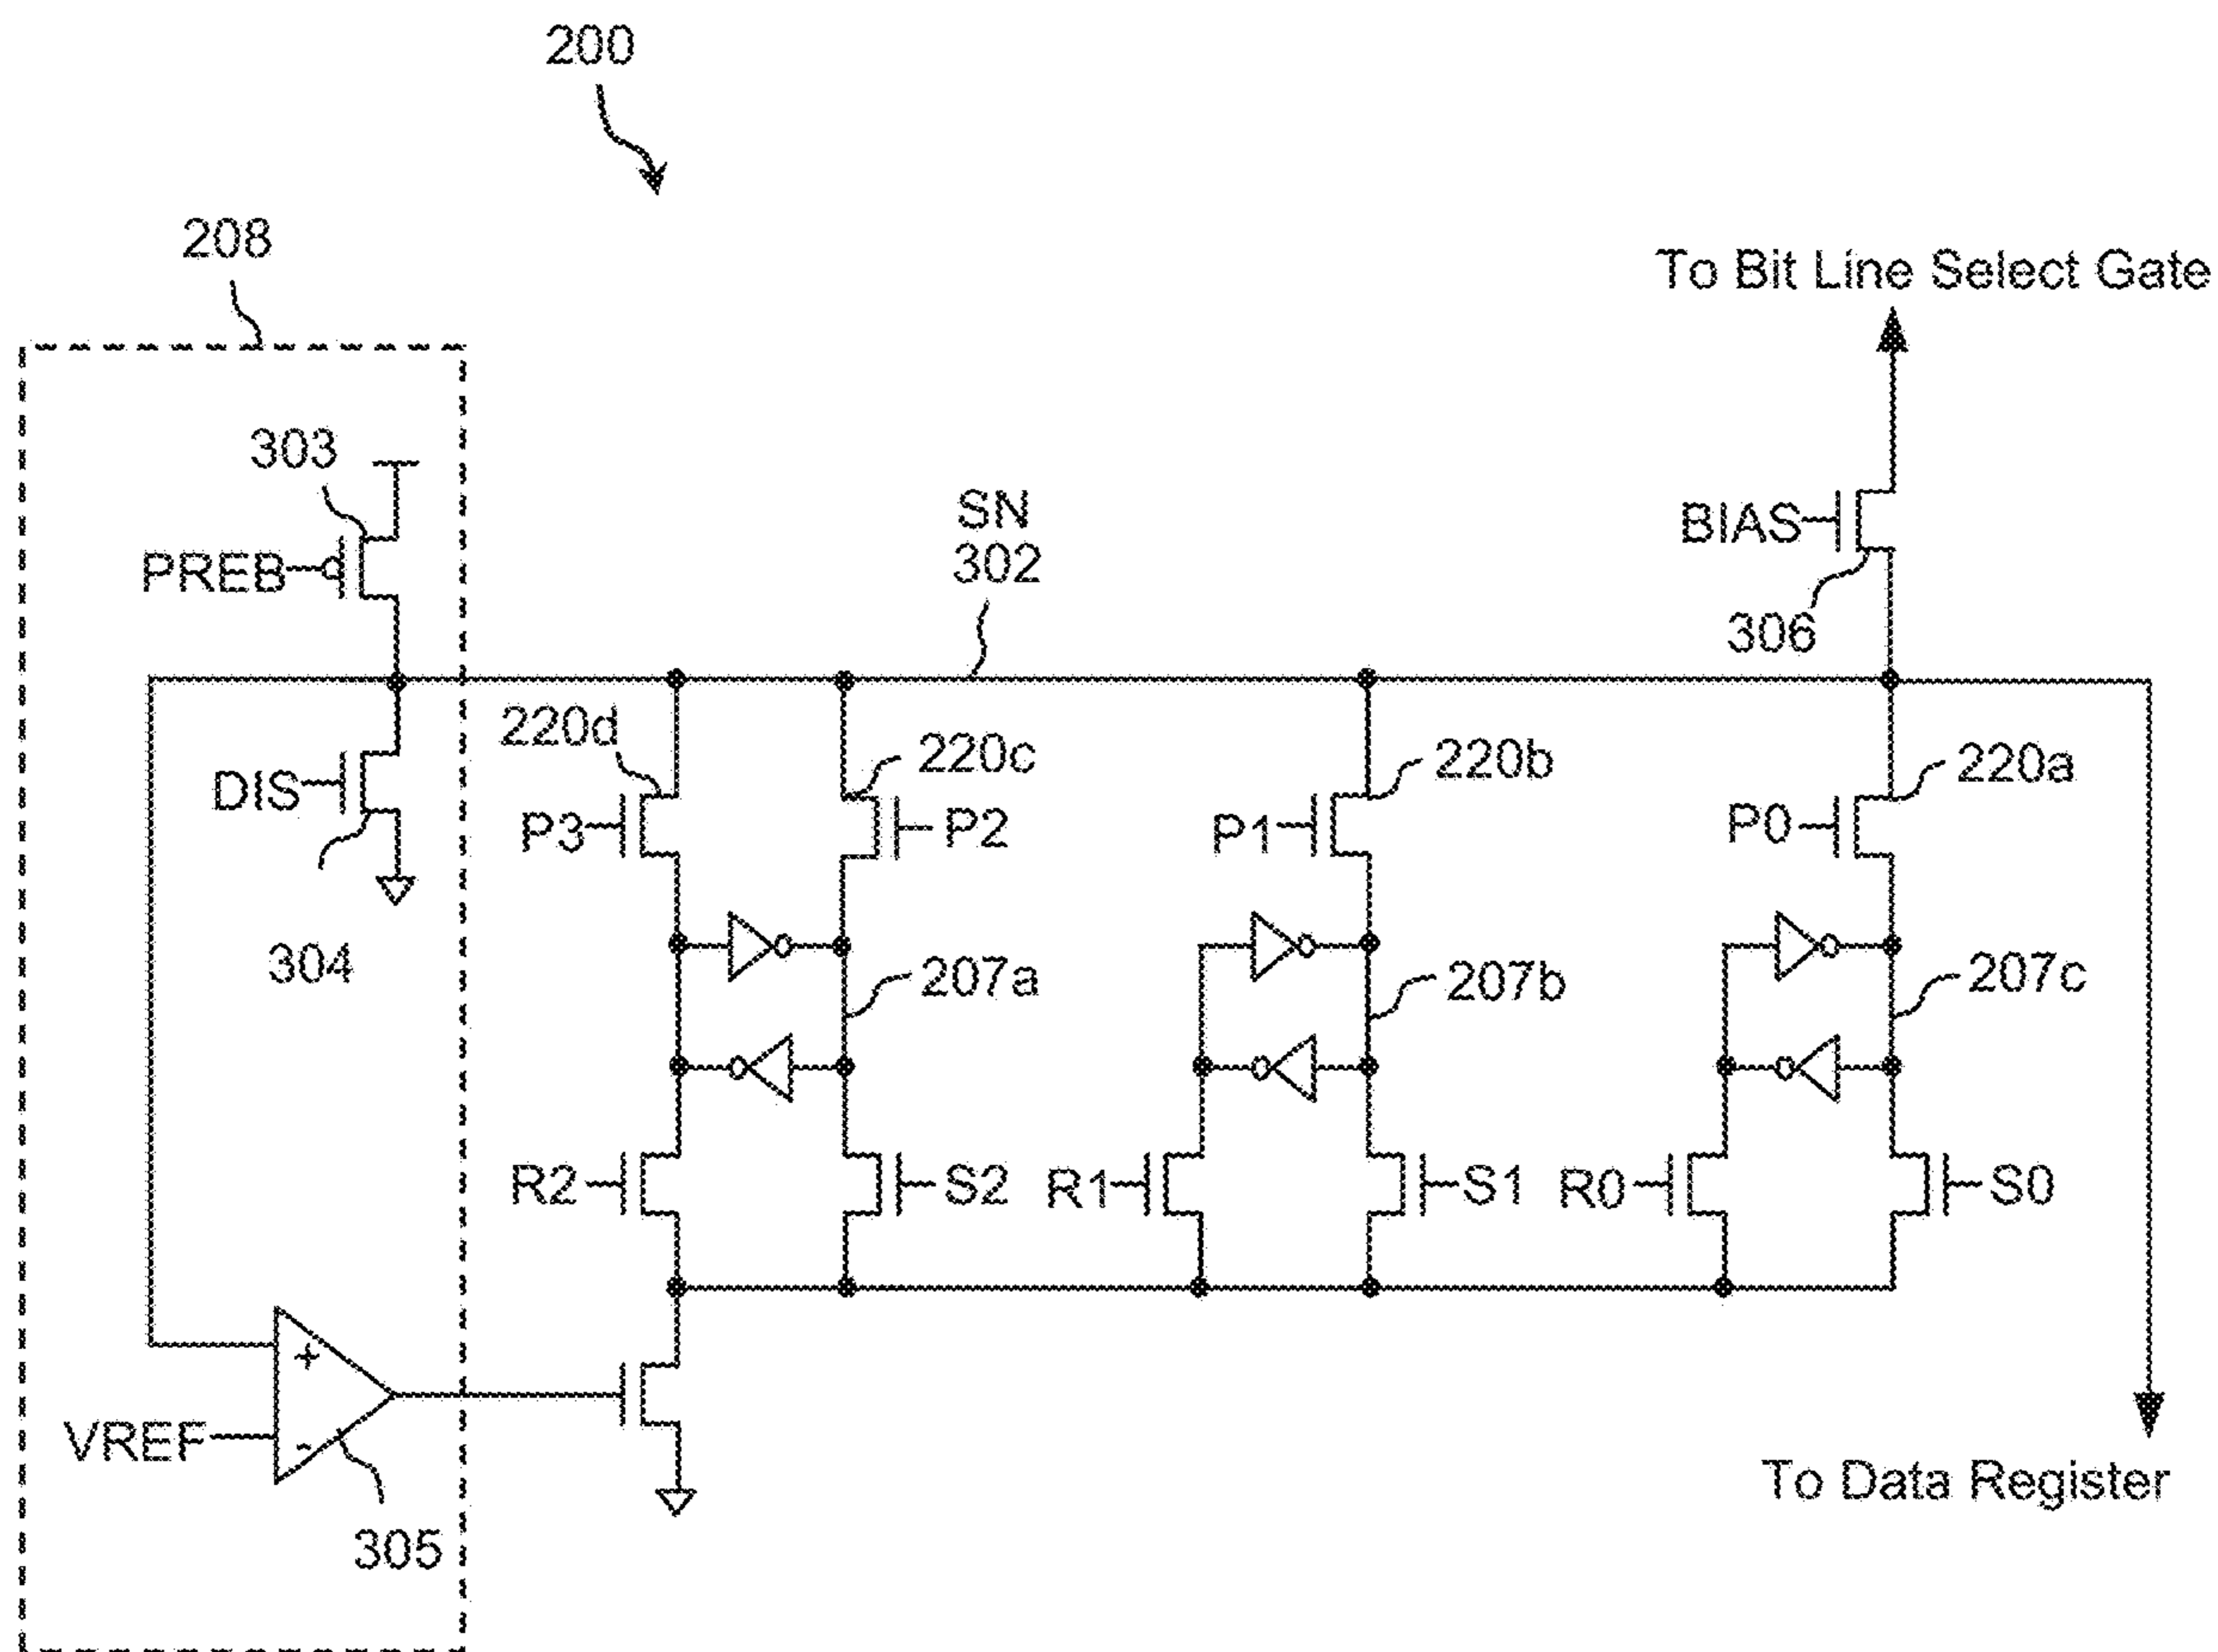 200
208
To Bit Line Select Gate
303
SN
302
BIAS
PREB
306
220d
220c
220b
220a
DIS
P3
P2
P1
P0
304
207a
207b
207c
R2
S2
R1
S1
R0
S0
+
VREF
-
To Data Register
305